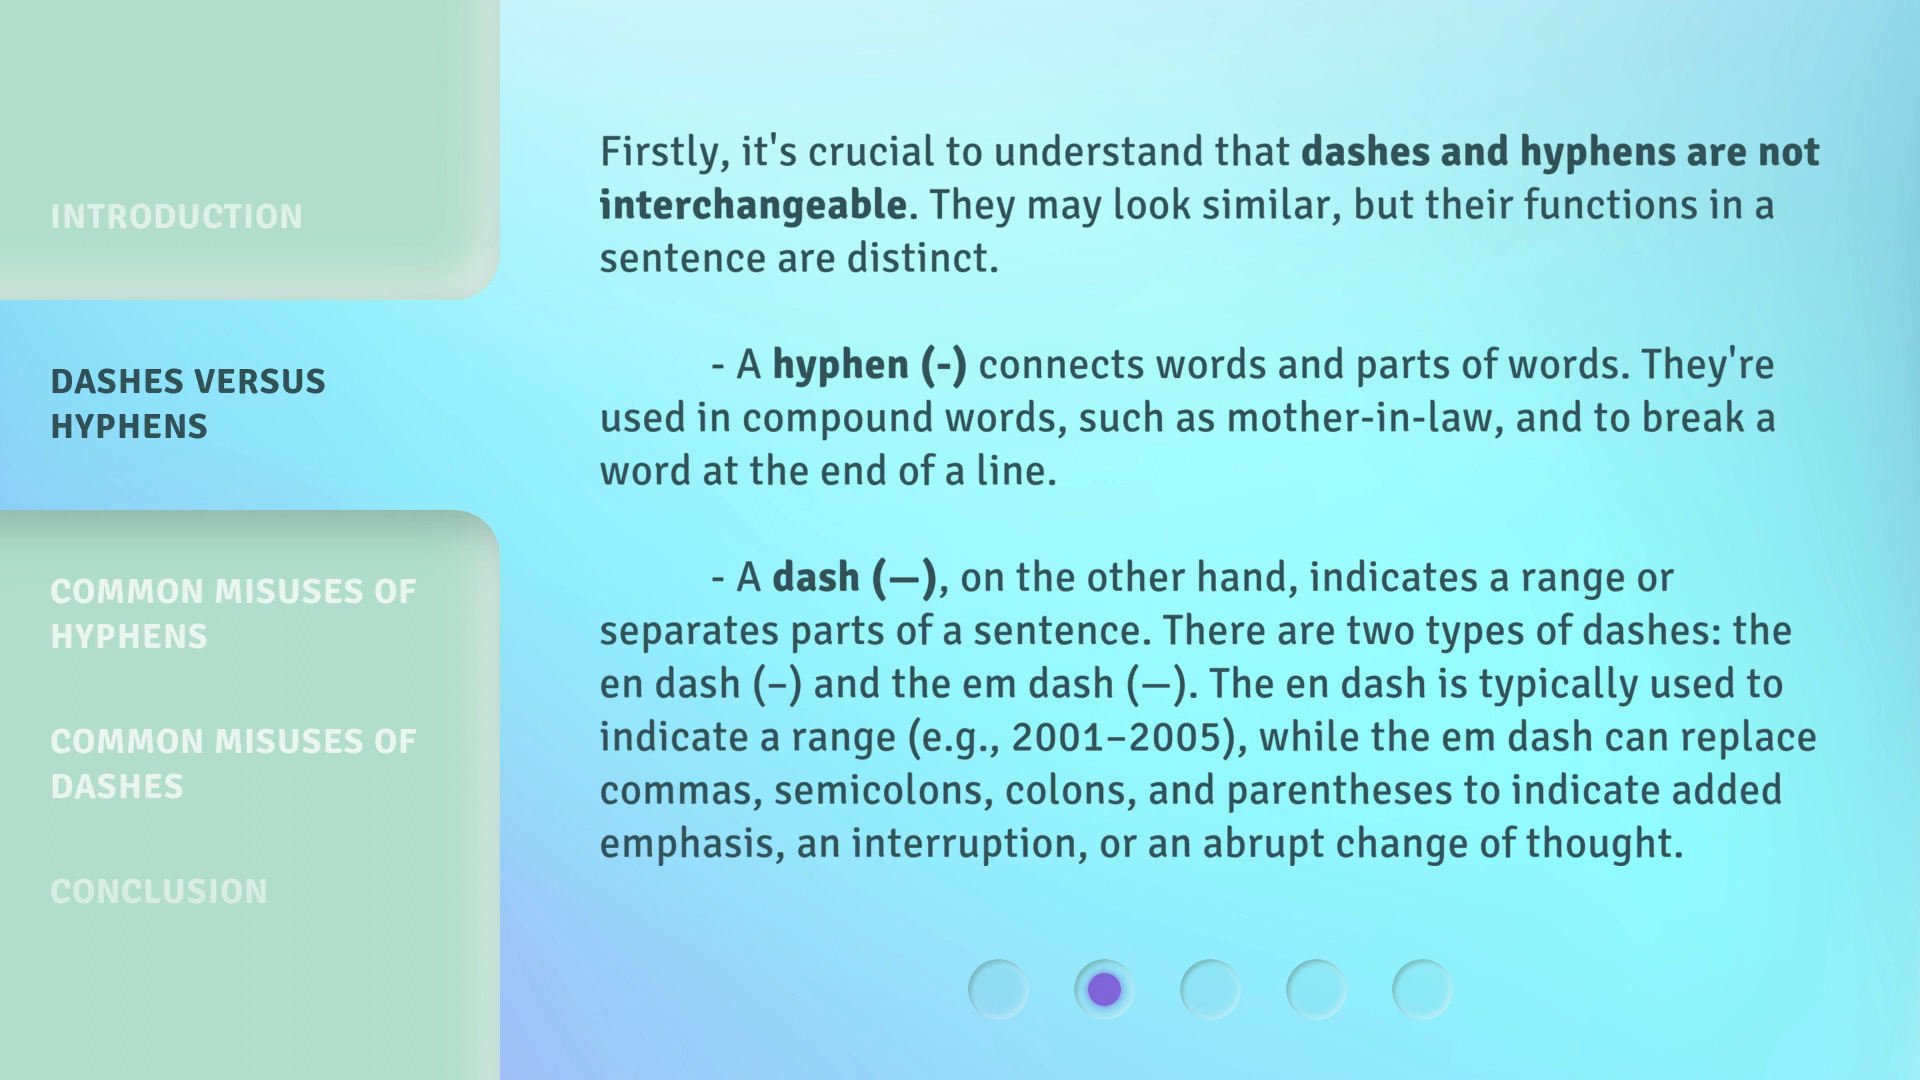 INTRODUCTION
DASHES VERSUS
HYPHENS
COMMON MISUSES OF
HYPHENS
COMMON MISUSES OF
DASHES
CONCLUSION
Firstly, it's crucial to understand that dashes and hyphens are not
interchangeable. They may look similar, but their functions in a
sentence are distinct.
- A hyphen (-) connects words and parts of words. They're
used in compound words, such as mother-in-law, and to break a
word at the end of a line.
- A dash (—), on the other hand, indicates a range or
separates parts of a sentence. There are two types of dashes: the
en dash (–) and the em dash (—). The en dash is typically used to
indicate a range (e.g., 2001–2005), while the em dash can replace
commas, semicolons, colons, and parentheses to indicate added
emphasis, an interruption, or an abrupt change of thought.